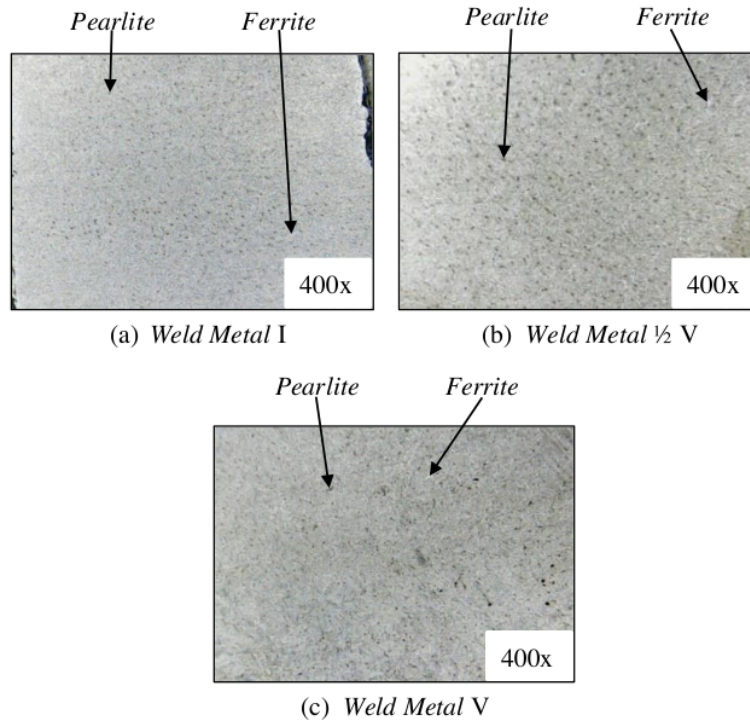 Pearlite Ferrite
Pearlite Ferrite
400x
400x
(a) Weld Metal I
(b) Weld Metal ½ V
Pearlite Ferrite
400x
(c) Weld Metal V